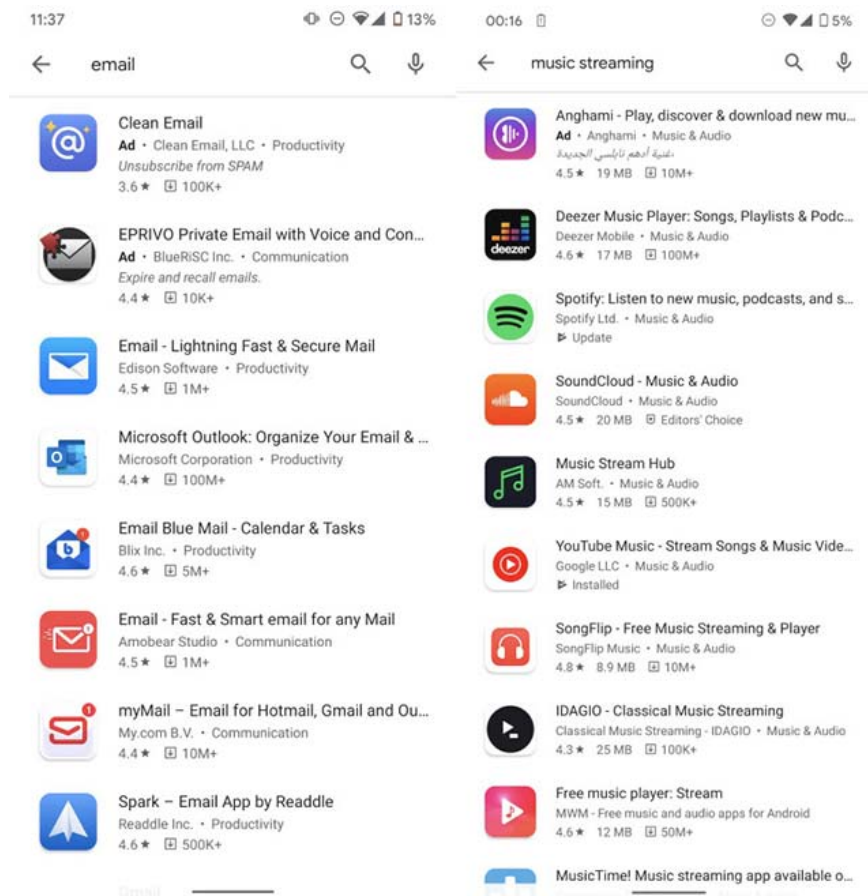 11:37
13%
email
Clean Email
Ad • Clean Email, LLC • Productivity
Unsubscribe from SPAM
3.6★ 100K+
EPRIVO Private Email with Voice and Con...
Ad • BlueRiSC Inc. • Communication
Expire and recall emails.
4.4★ 10K+
Email - Lightning Fast & Secure Mail
Edison Software • Productivity
4.5★ 1M+
Microsoft Outlook: Organize Your Email & ...
Microsoft Corporation • Productivity
4.4★ 100M+
Email Blue Mail - Calendar & Tasks
Blix Inc. • Productivity
4.6★ 5M+
Email - Fast & Smart email for any Mail
Amobear Studio • Communication
4.5★ 1M+
myMail – Email for Hotmail, Gmail and Ou...
My.com B.V. • Communication
4.4★ 10M+
Spark – Email App by Readdle
Readdle Inc. • Productivity
4.6★ 500K+
Gmail
00:16
5%
music streaming
Anghami - Play, discover & download new mu...
Ad • Anghami • Music & Audio
أغنية أدهم نابلسي الجديدة
4.5★ 19 MB 10M+
deezer
Deezer Music Player: Songs, Playlists & Podc...
Deezer Mobile • Music & Audio
4.6★ 17 MB 100M+
Spotify: Listen to new music, podcasts, and s...
Spotify Ltd. • Music & Audio
Update
SoundCloud - Music & Audio
SoundCloud • Music & Audio
4.5★ 20 MB Editors' Choice
Music Stream Hub
AM Soft. • Music & Audio
4.5★ 15 MB 500K+
YouTube Music - Stream Songs & Music Vide...
Google LLC • Music & Audio
Installed
SongFlip - Free Music Streaming & Player
SongFlip Music • Music & Audio
4.8★ 8.9 MB 10M+
IDAGIO - Classical Music Streaming
Classical Music Streaming - IDAGIO • Music & Audio
4.3★ 25 MB 100K+
Free music player: Stream
MWM - Free music and audio apps for Android
4.6★ 12 MB 50M+
MusicTime! Music streaming app available o...